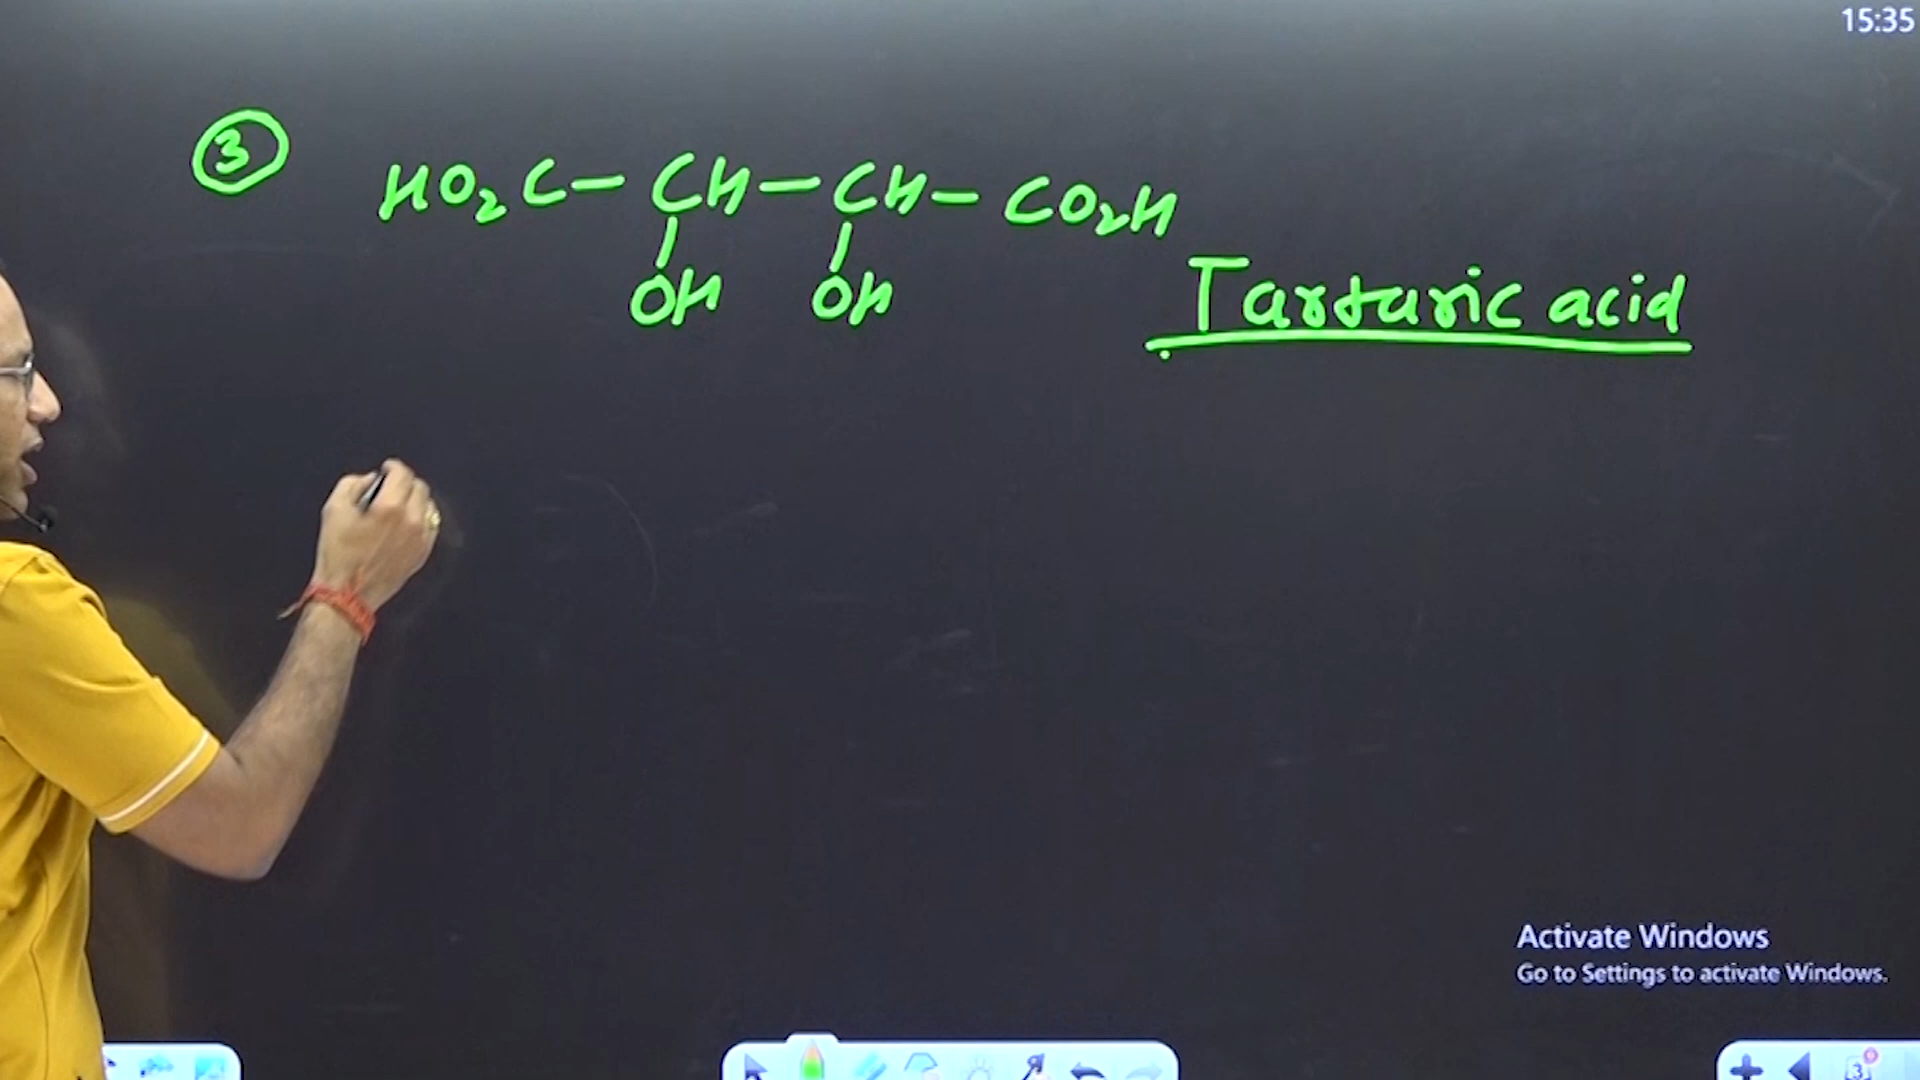 15:35
③ HO₂C – CH – CH – CO₂H
OH OH
Tartaric acid
Activate Windows
Go to Settings to activate Windows.
3